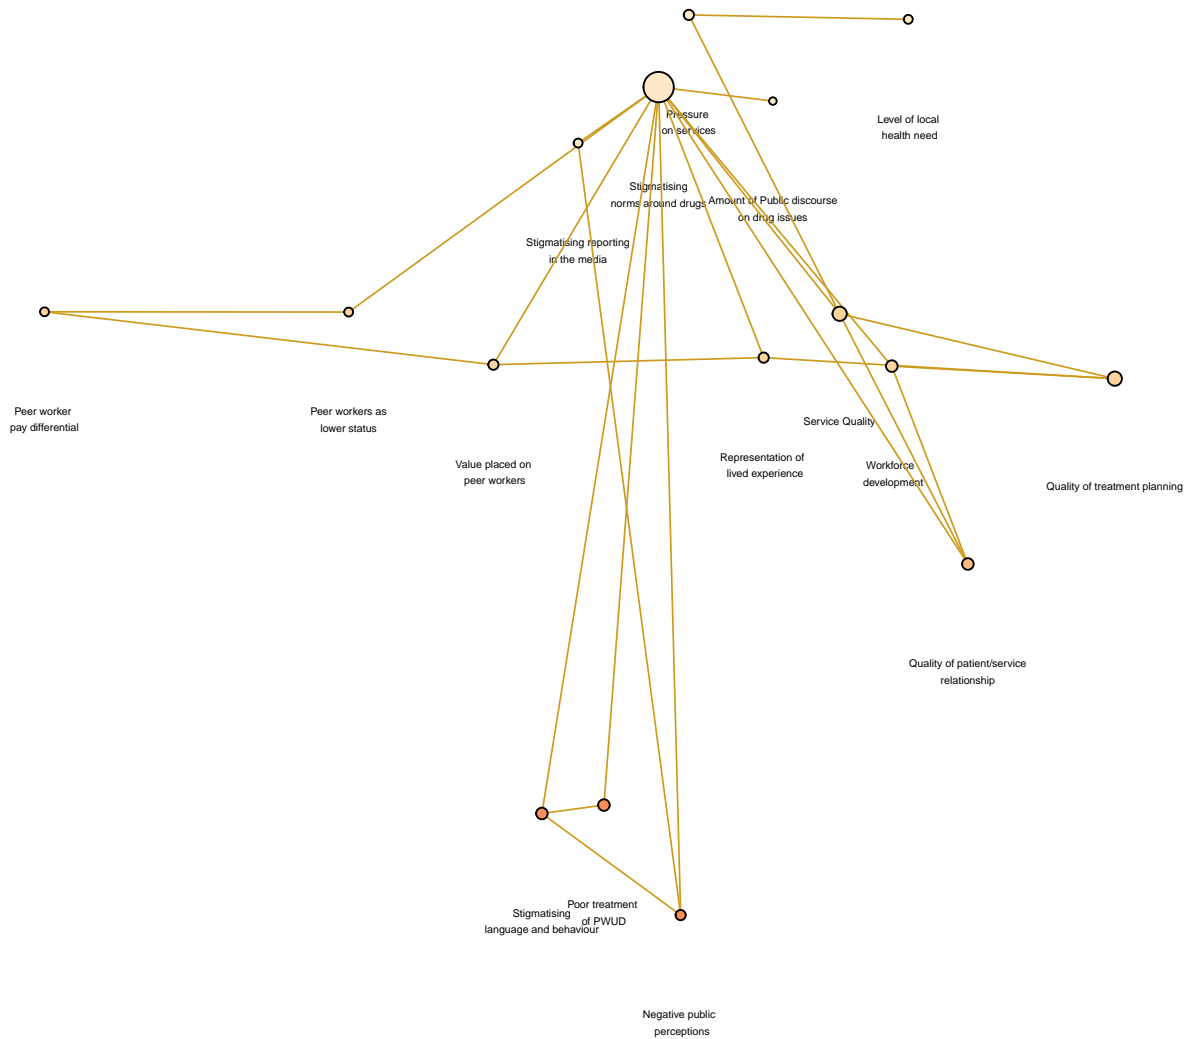 Pressure
on services
Level of local
health need
Stigmatising
norms around drugs
Amount of Public discourse
on drug issues
Stigmatising reporting
in the media
Peer worker
pay differential
Peer workers as
lower status
Value placed on
peer workers
Service Quality
Representation of
lived experience
Workforce
development
Quality of treatment planning
Quality of patient/service
relationship
Poor treatment
of PWUD
Stigmatising
language and behaviour
Negative public
perceptions